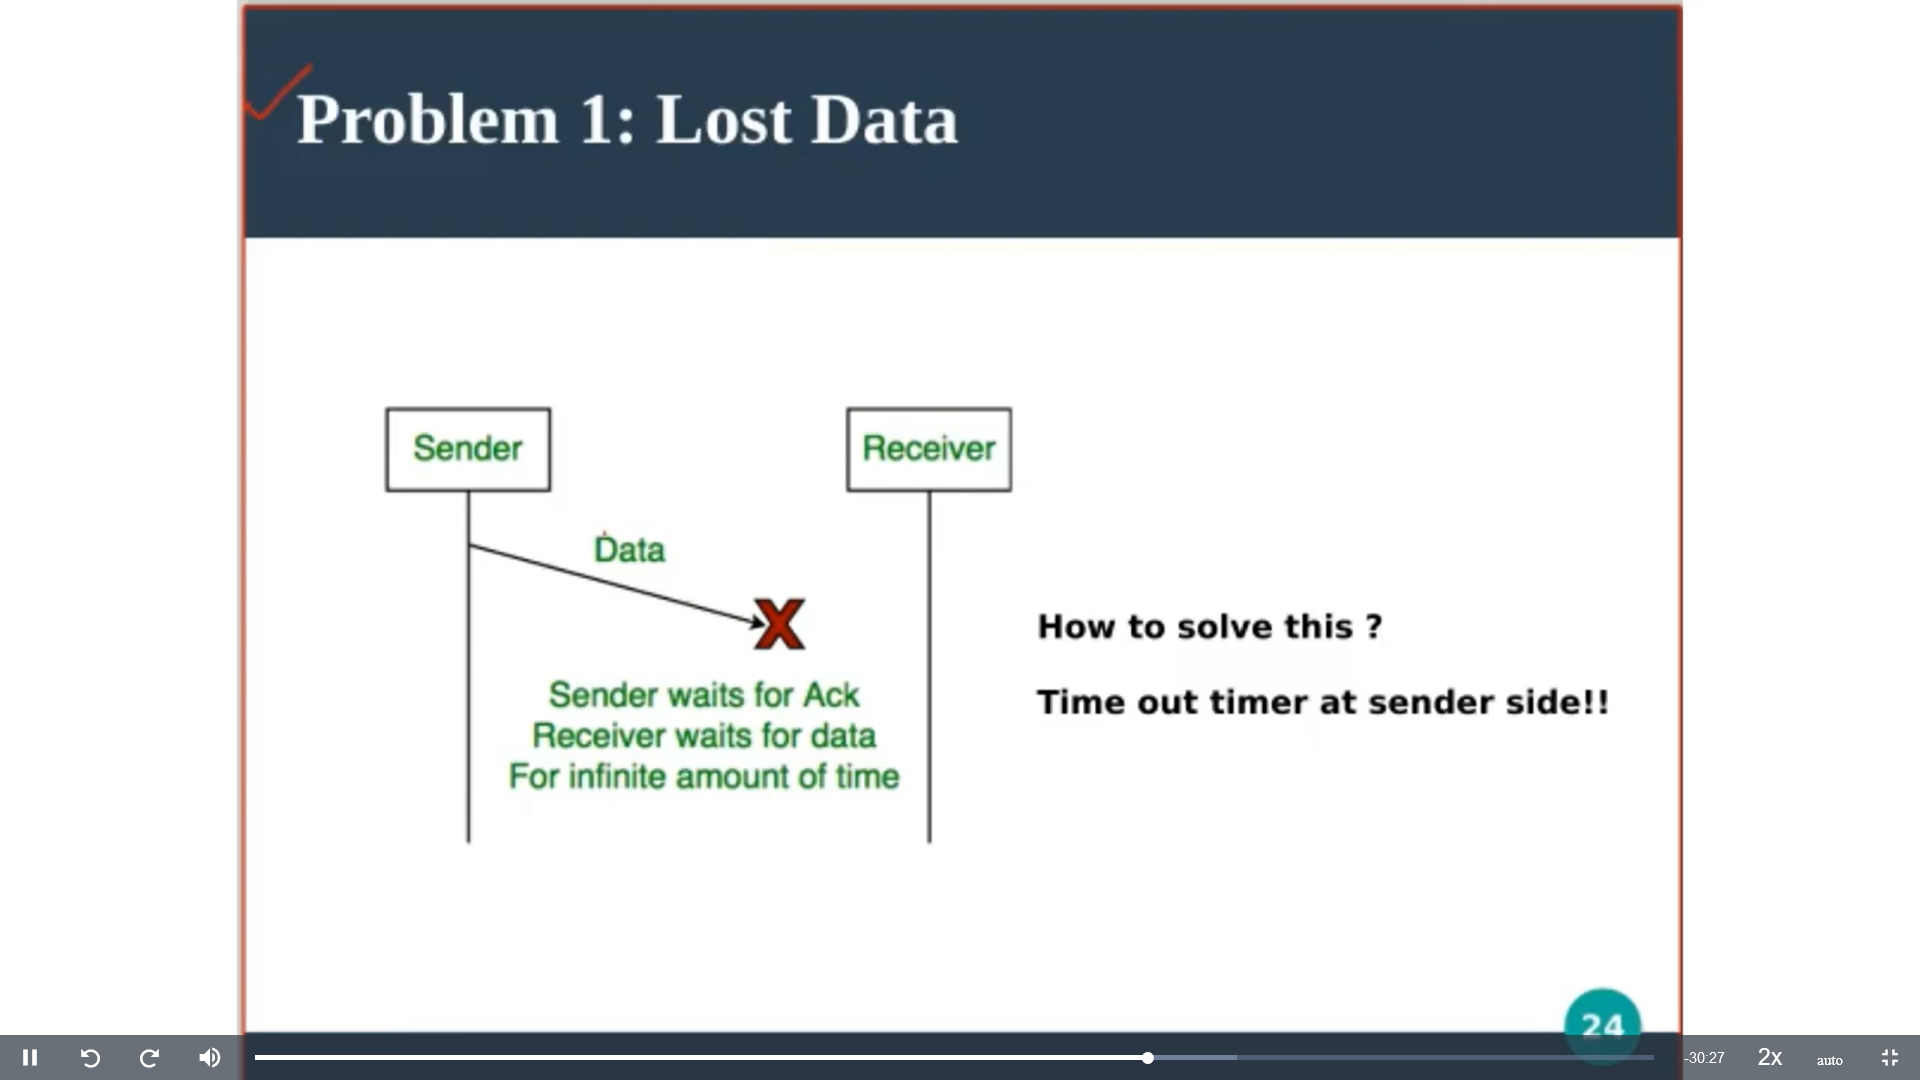 Problem 1: Lost Data
Sender
Receiver
Data
X
Sender waits for Ack
Receiver waits for data
For infinite amount of time
How to solve this ?
Time out timer at sender side!!
24
-30:27
2x
auto